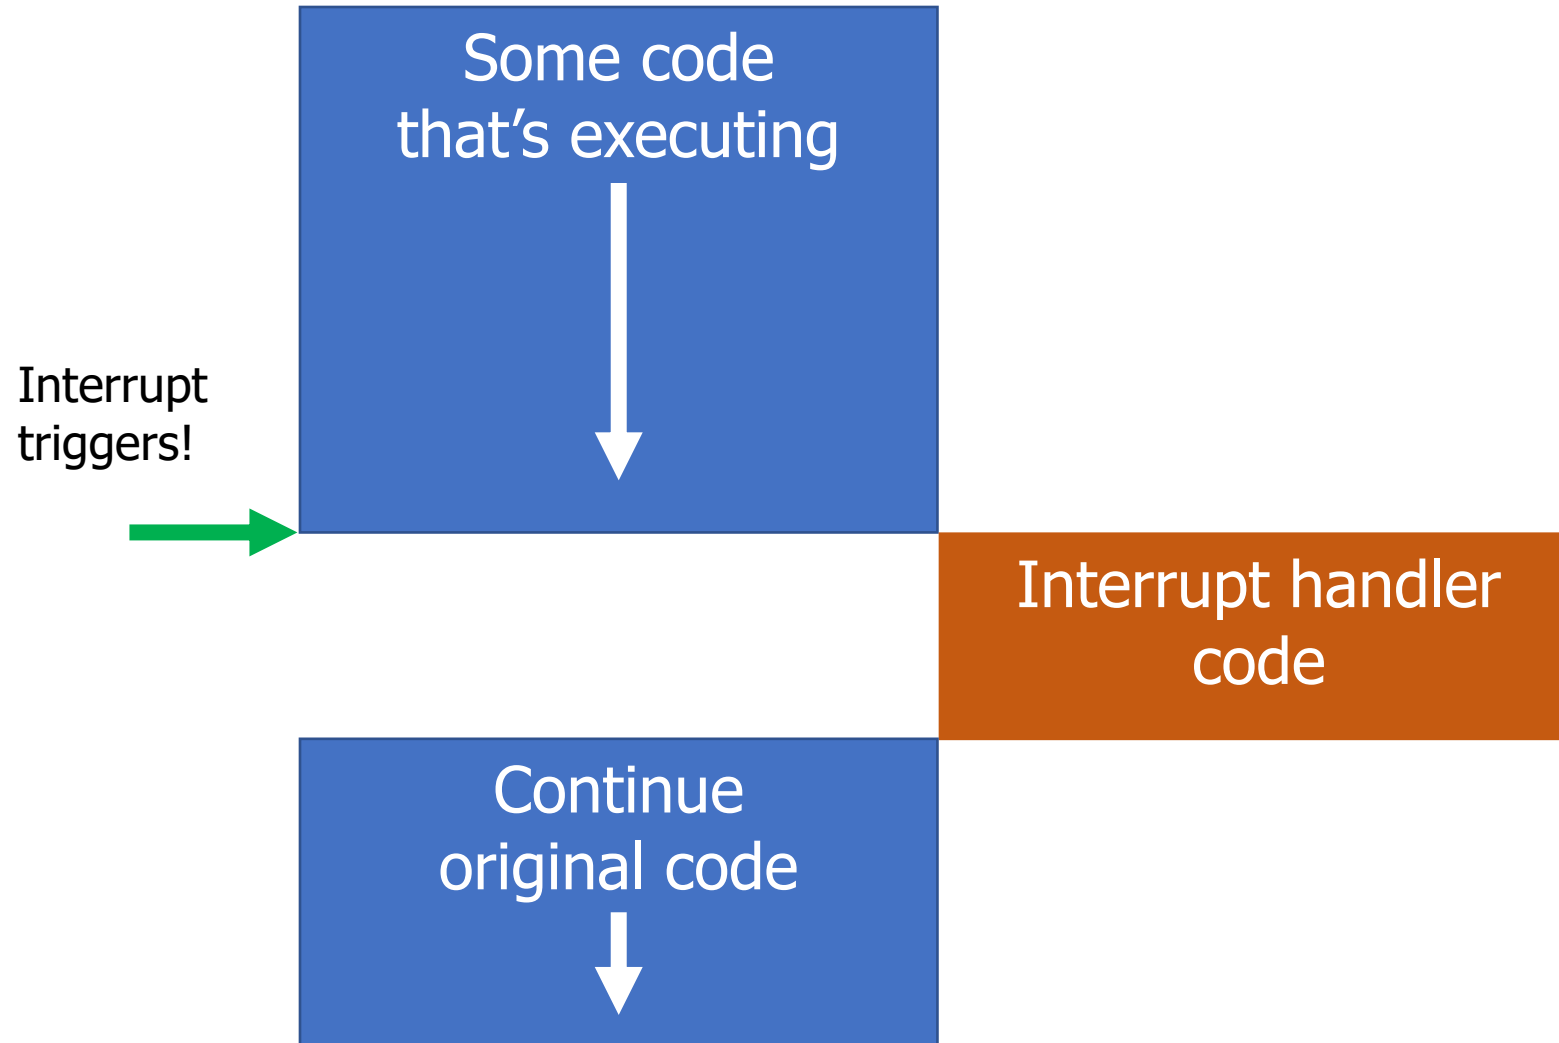 Some code
that’s executing
Interrupt
triggers!
Interrupt handler
code
Continue
original code